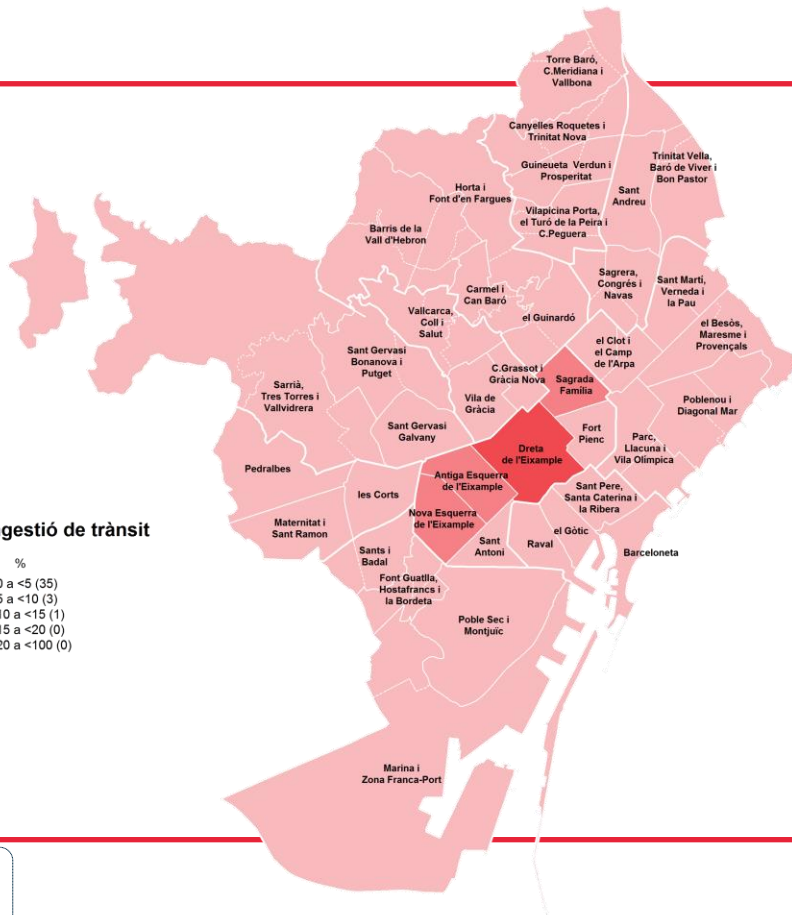 Torre Baró,
C.Meridiana i
Vallbona
Canyelles Roquetes i
Trinitat Nova
Guineueta Verdun i
Prosperitat
Trinitat Vella,
Baró de Viver i
Bon Pastor
Sant
Andreu
Horta i
Font d'en Fargues
Vilapicina Porta,
el Turó de la Peira i
C.Peguera
Barris de la
Vall d'Hebron
Sagrera,
Congrés i
Navas
Sant Martí,
Verneda i
la Pau
Carmel i
Can Baró
Vallcarca,
Coll i
Salut
el Guinardó
el Besòs,
Maresme i
Provençals
el Clot i
el Camp
de l'Arpa
Sant Gervasi
Bonanova i
Putget
C.Grassot i
Gràcia Nova
Sagrada
Família
Sarrià,
Tres Torres i
Vallvidrera
Vila de
Gràcia
Poblenou i
Diagonal Mar
Sant Gervasi
Galvany
Fort
Pienc
Parc,
Llacuna i
Vila Olímpica
Dreta
de l'Eixample
Pedralbes
Antiga Esquerra
de l'Eixample
les Corts
Sant Pere,
Santa Caterina i
la Ribera
Nova Esquerra
de l'Eixample
Maternitat i
Sant Ramon
Sant
Antoni
Raval
el Gòtic
Barceloneta
Sants i
Badal
Font Guatlla,
Hostafrancs i
la Bordeta
Poble Sec i
Montjuïc
Marina i
Zona Franca-Port
gestió de trànsit
%
0 a <5 (35)
5 a <10 (3)
10 a <15 (1)
15 a <20 (0)
20 a <100 (0)